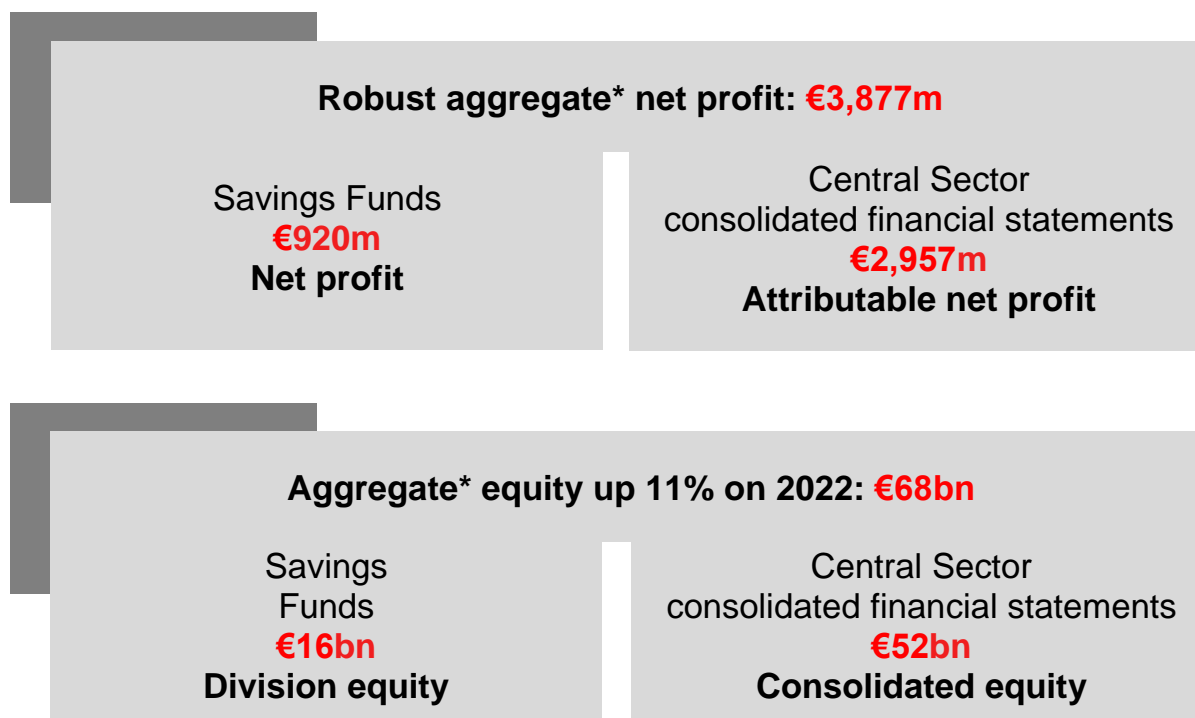 Robust aggregate* net profit: €3,877m
Savings Funds
€920m
Net profit
Central Sector
consolidated financial statements
€2,957m
Attributable net profit
Aggregate* equity up 11% on 2022: €68bn
Savings
Funds
€16bn
Division equity
Central Sector
consolidated financial statements
€52bn
Consolidated equity